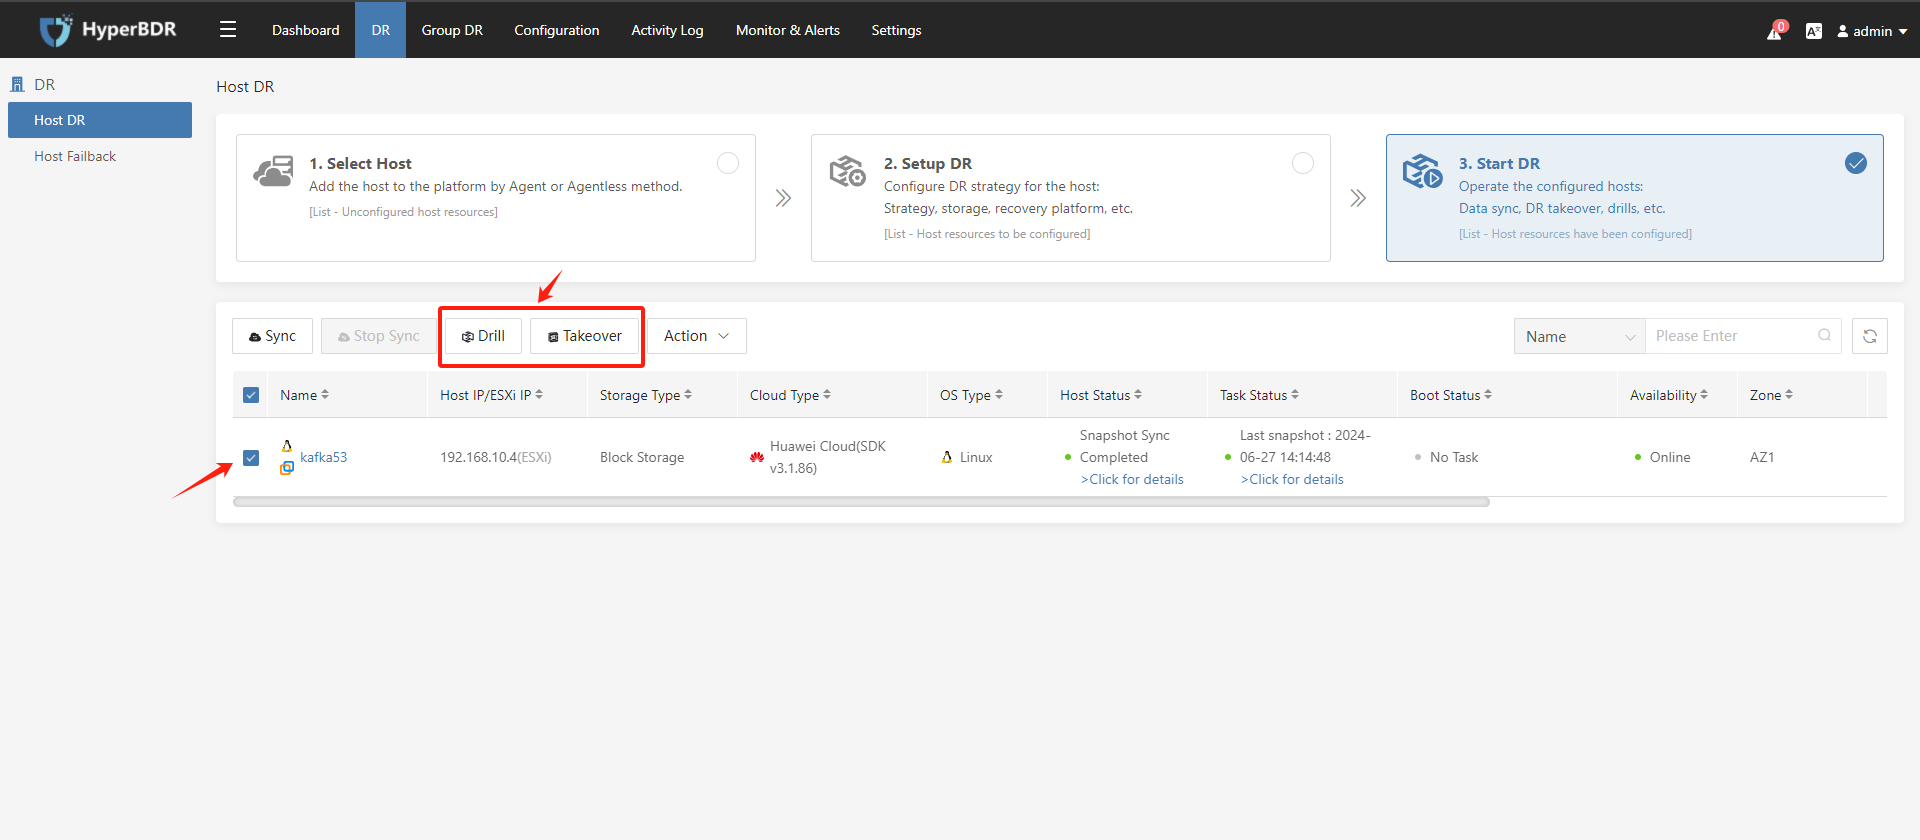 HyperBDR
Dashboard
DR
Group DR
Configuration
Activity Log
Monitor & Alerts
Settings
0
admin
DR
Host DR
Host Failback
Host DR
1. Select Host
Add the host to the platform by Agent or Agentless method.
[List - Unconfigured host resources]
2. Setup DR
Configure DR strategy for the host:
Strategy, storage, recovery platform, etc.
[List - Host resources to be configured]
3. Start DR
Operate the configured hosts:
Data sync, DR takeover, drills, etc.
[List - Host resources have been configured]
Sync
Stop Sync
Drill
Takeover
Action
Name
Please Enter
Name
Host IP/ESXi IP
Storage Type
Cloud Type
OS Type
Host Status
Task Status
Boot Status
Availability
Zone
kafka53
192.168.10.4(ESXi)
Block Storage
Huawei Cloud(SDK
v3.1.86)
Linux
Snapshot Sync
Completed
>Click for details
Last snapshot : 2024-
06-27 14:14:48
>Click for details
No Task
Online
AZ1